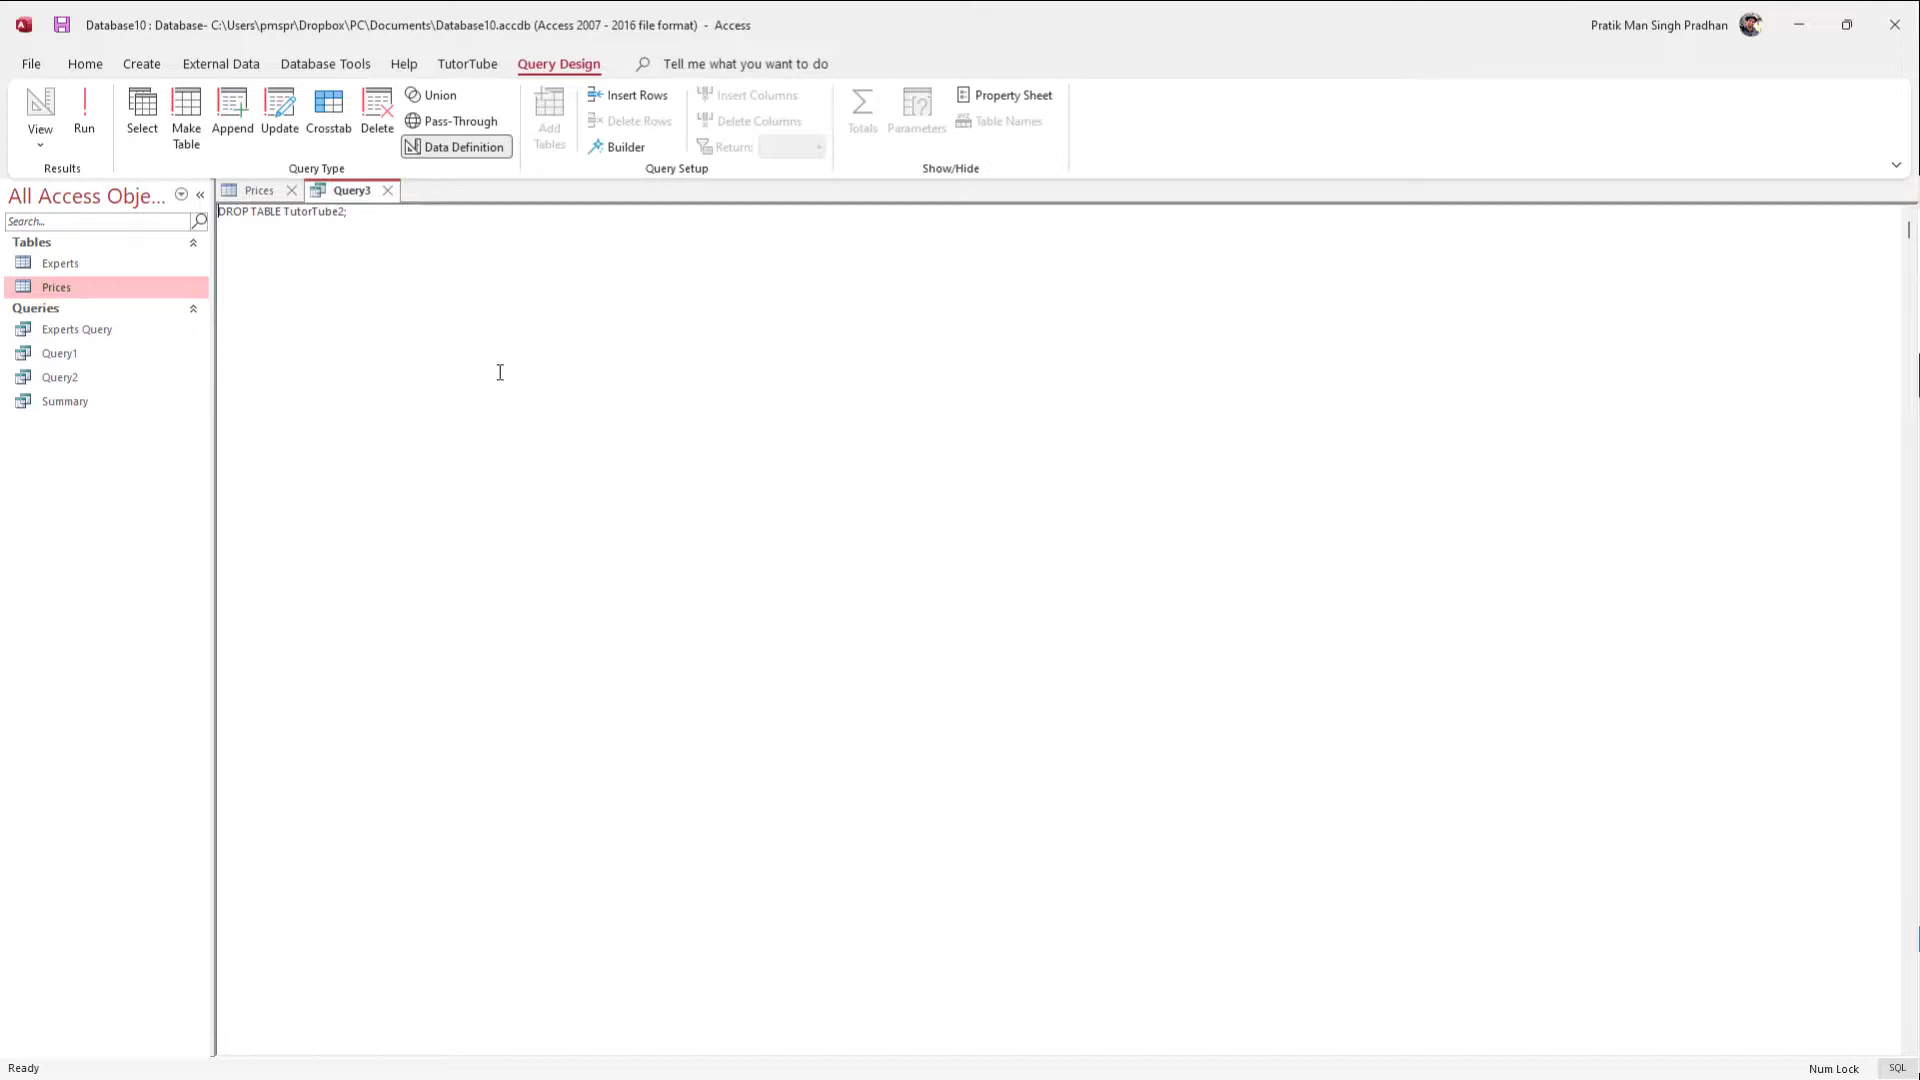 Database10 : Database- C:\Users\pmspr\Dropbox\PC\Documents\Database10.accdb (Access 2007 - 2016 file format) - Access
Pratik Man Singh Pradhan
File Home Create External Data Database Tools Help TutorTube Query Design Tell me what you want to do
View
Run
Results
Select
Make
Table
Append
Update
Crosstab
Delete
Union
Pass-Through
Data Definition
Query Type
Add
Tables
Insert Rows
Delete Rows
Builder
Insert Columns
Delete Columns
Return:
Query Setup
Totals
Parameters
Property Sheet
Table Names
Show/Hide
All Access Obje...
Search...
Tables
Experts
Prices
Queries
Experts Query
Query1
Query2
Summary
Prices
Query3
DROP TABLE TutorTube2;
Ready
Num Lock
SQL